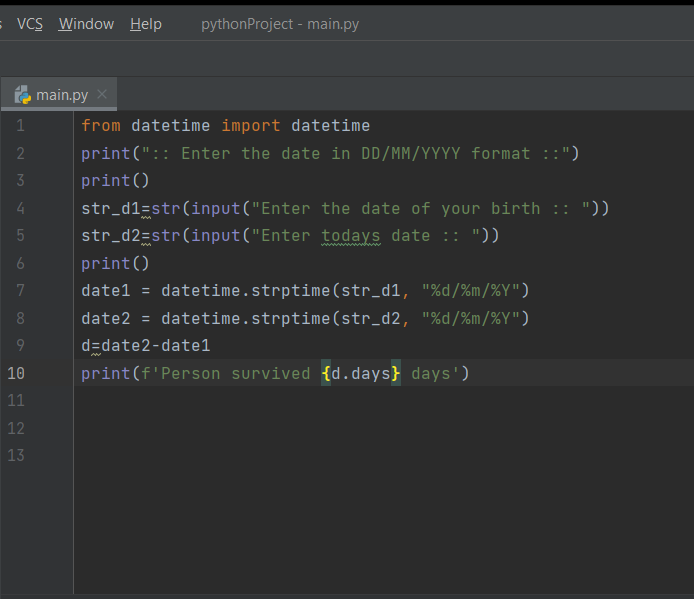 VCS Window Help pythonProject - main.py
main.py
1 from datetime import datetime
2 print(":: Enter the date in DD/MM/YYYY format ::")
3 print()
4 str_d1=str(input("Enter the date of your birth :: "))
5 str_d2=str(input("Enter todays date :: "))
6 print()
7 date1 = datetime.strptime(str_d1, "%d/%m/%Y")
8 date2 = datetime.strptime(str_d2, "%d/%m/%Y")
9 d=date2-date1
10 print(f'Person survived {d.days} days')
11
12
13